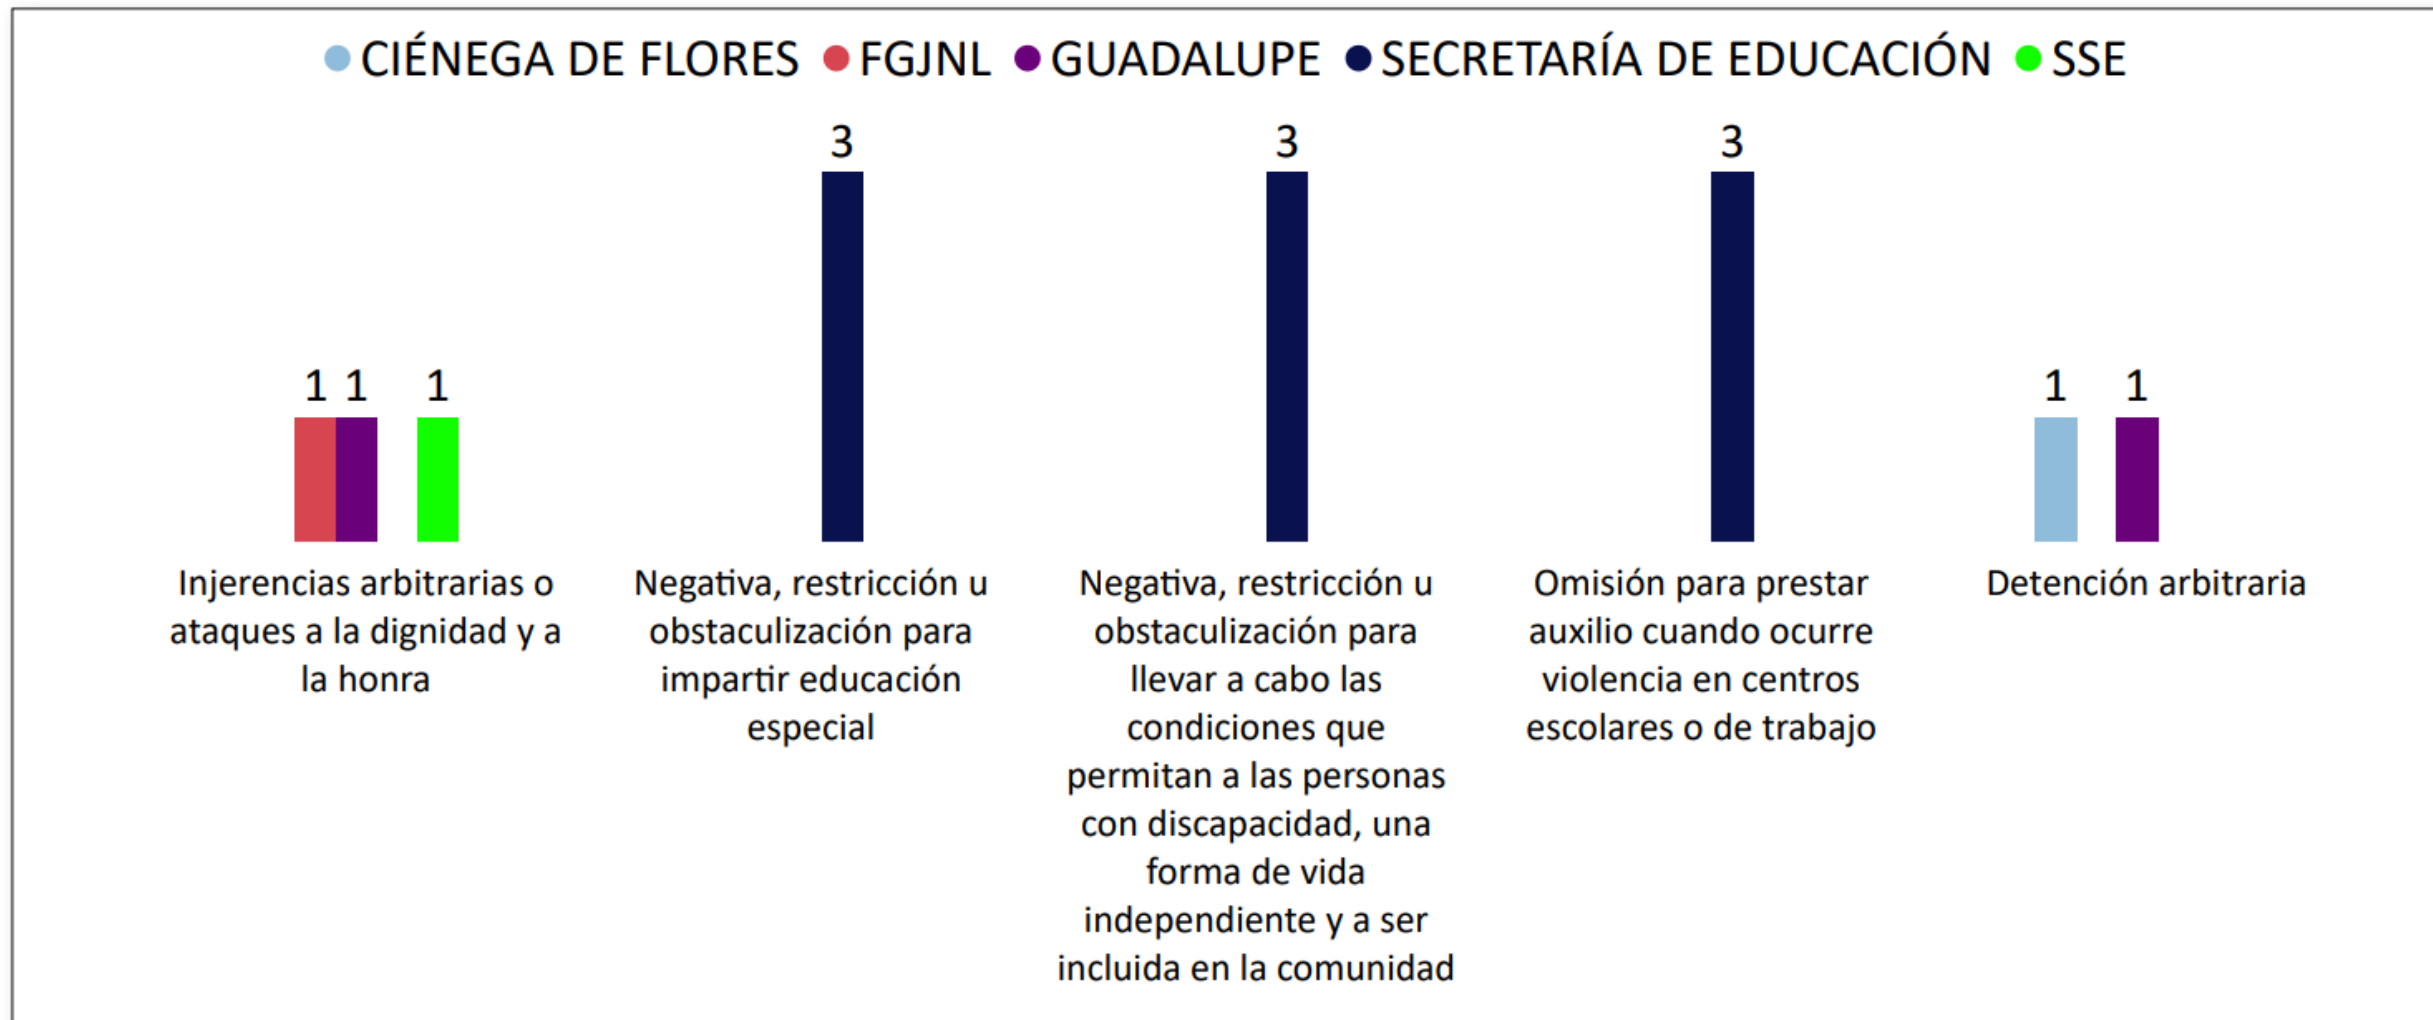 CIÉNEGA DE FLORES FGJNL GUADALUPE SECRETARÍA DE EDUCACIÓN SSE
3 3 3
1 1 1 1 1
Injerencias arbitrarias o
ataques a la dignidad y a
la honra
Negativa, restricción u
obstaculización para
impartir educación
especial
Negativa, restricción u
obstaculización para
llevar a cabo las
condiciones que
permitan a las personas
con discapacidad, una
forma de vida
independiente y a ser
incluida en la comunidad
Omisión para prestar
auxilio cuando ocurre
violencia en centros
escolares o de trabajo
Detención arbitraria